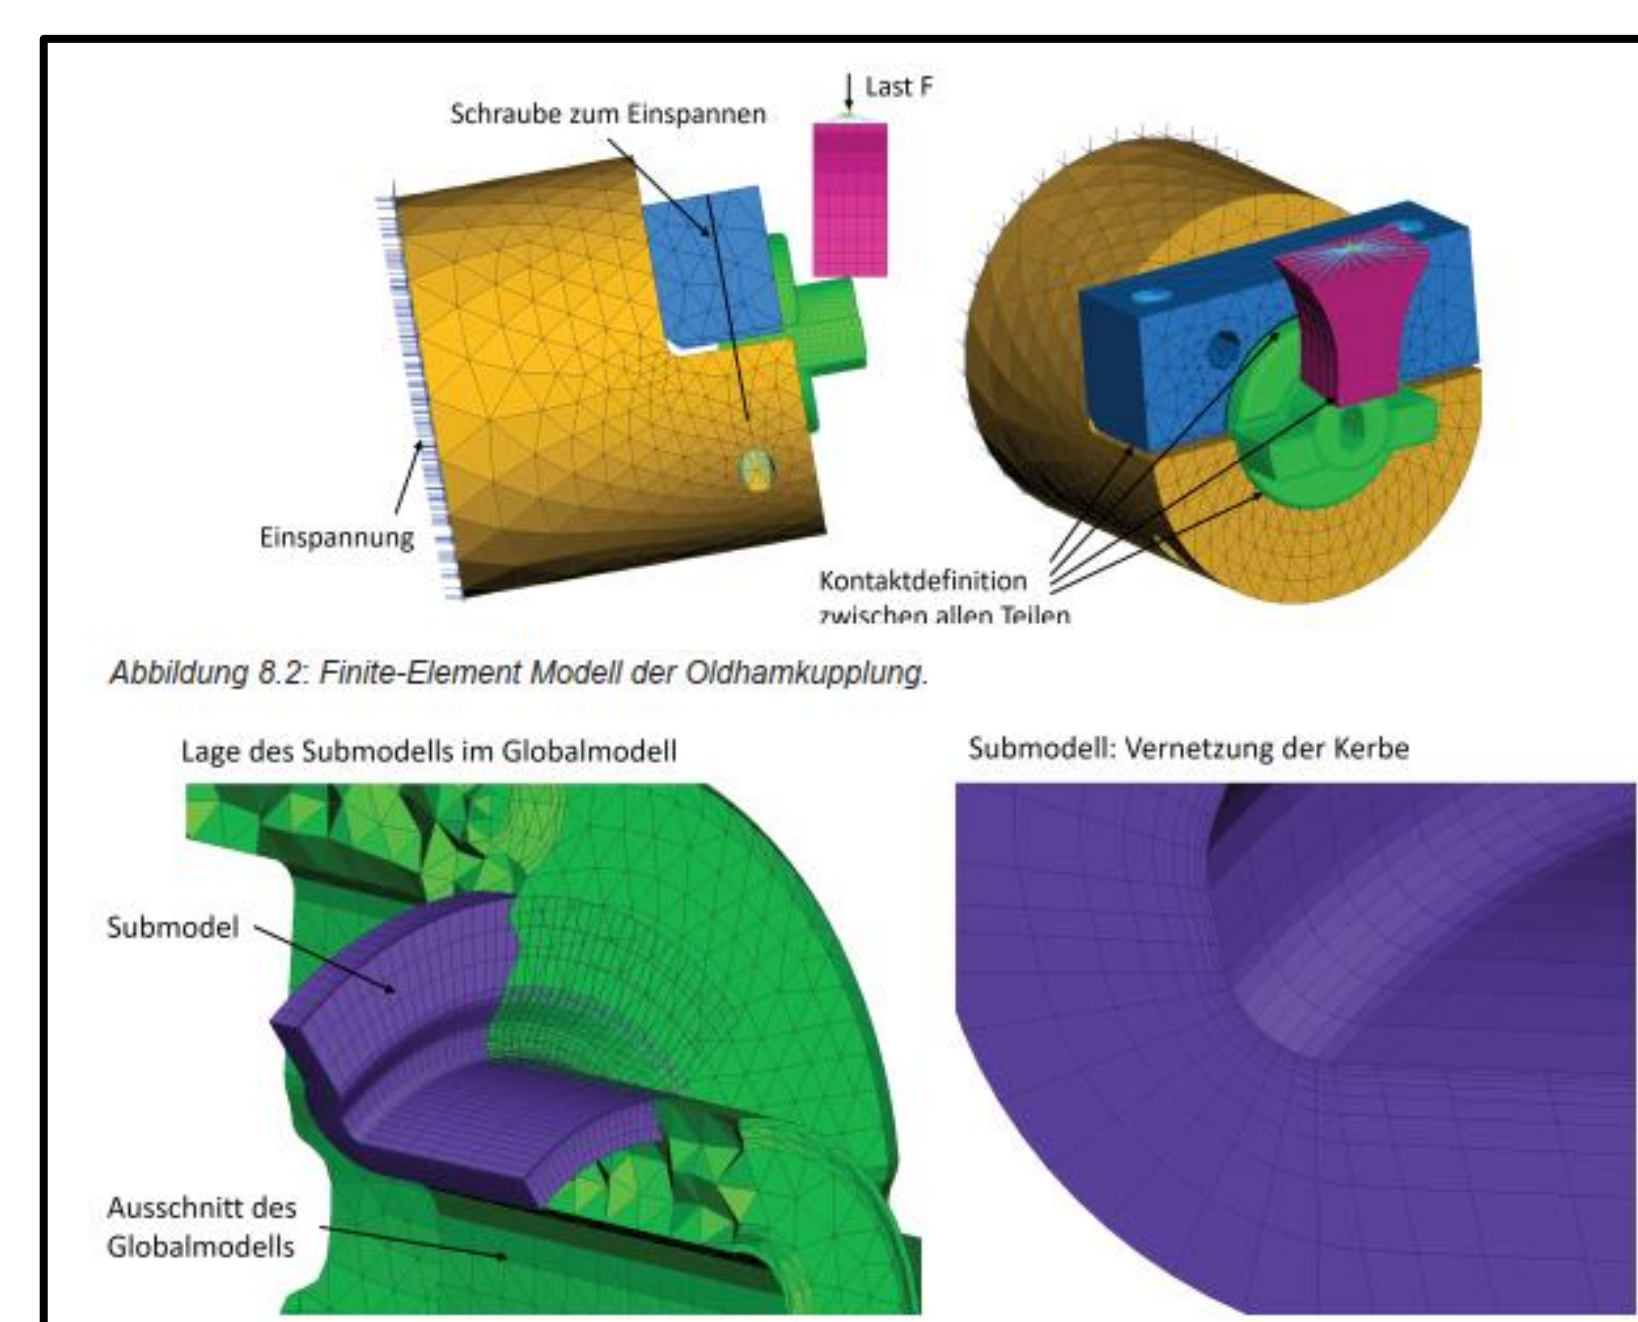 Last F
Schraube zum Einspannen
Einspannung
Kontaktdefinition
zwischen allen Teilen
Abbildung 8.2: Finite-Element Modell der Oldhamkupplung.
Lage des Submodells im Globalmodell
Submodell: Vernetzung der Kerbe
Submodel
Ausschnitt des
Globalmodells